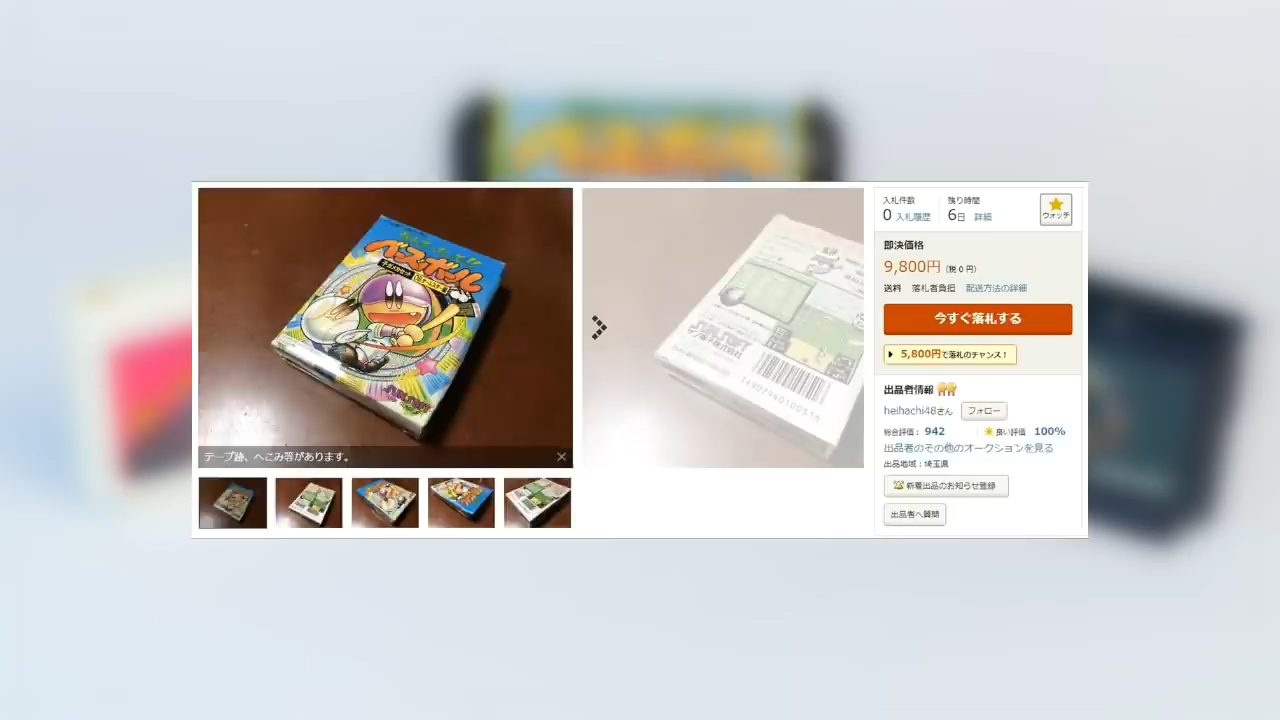 ベースボール
テープ跡、へこみ等があります。
4907940100516
入札件数
0 入札履歴
残り時間
6日 詳細
ウォッチ
即決価格
9,800円 (税 0 円)
送料 落札者負担 配送方法の詳細
今すぐ落札する
5,800円で落札のチャンス!
出品者情報
heihachi48さん フォロー
総合評価: 942 良い評価 100%
出品者のその他のオークションを見る
出品地域:埼玉県
新着出品のお知らせ登録
出品者へ質問